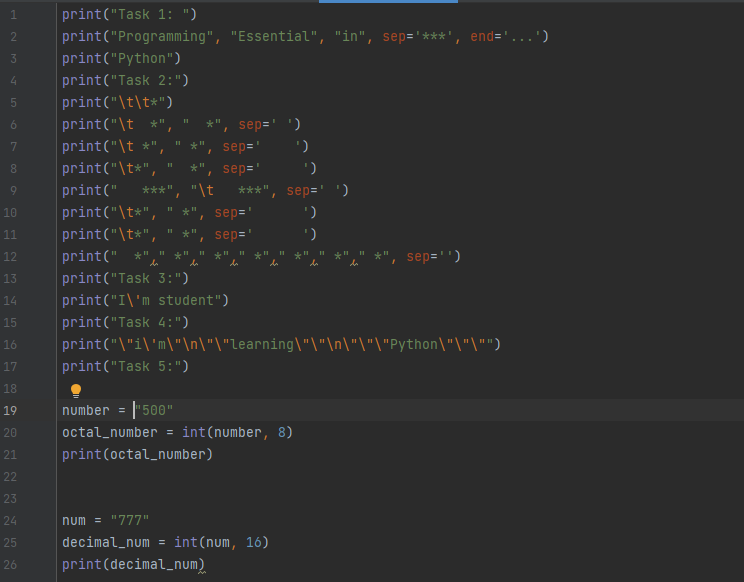 1 print("Task 1: ")
2 print("Programming", "Essential", "in", sep='***', end='...')
3 print("Python")
4 print("Task 2:")
5 print("\t\t*")
6 print("\t  *", "  *", sep=' ')
7 print("\t *", " *", sep='    ')
8 print("\t*", "  *", sep='     ')
9 print("   ***", "\t   ***", sep=' ')
10 print("\t*", " *", sep='      ')
11 print("\t*", " *", sep='      ')
12 print("  *"," *"," *"," *"," *"," *"," *", sep='')
13 print("Task 3:")
14 print("I\'m student")
15 print("Task 4:")
16 print("\"i\'m\"\n\"\"learning\"\"\n\"\"\"Python\"\"\"")
17 print("Task 5:")
18
19 number = "500"
20 octal_number = int(number, 8)
21 print(octal_number)
22
23
24 num = "777"
25 decimal_num = int(num, 16)
26 print(decimal_num)